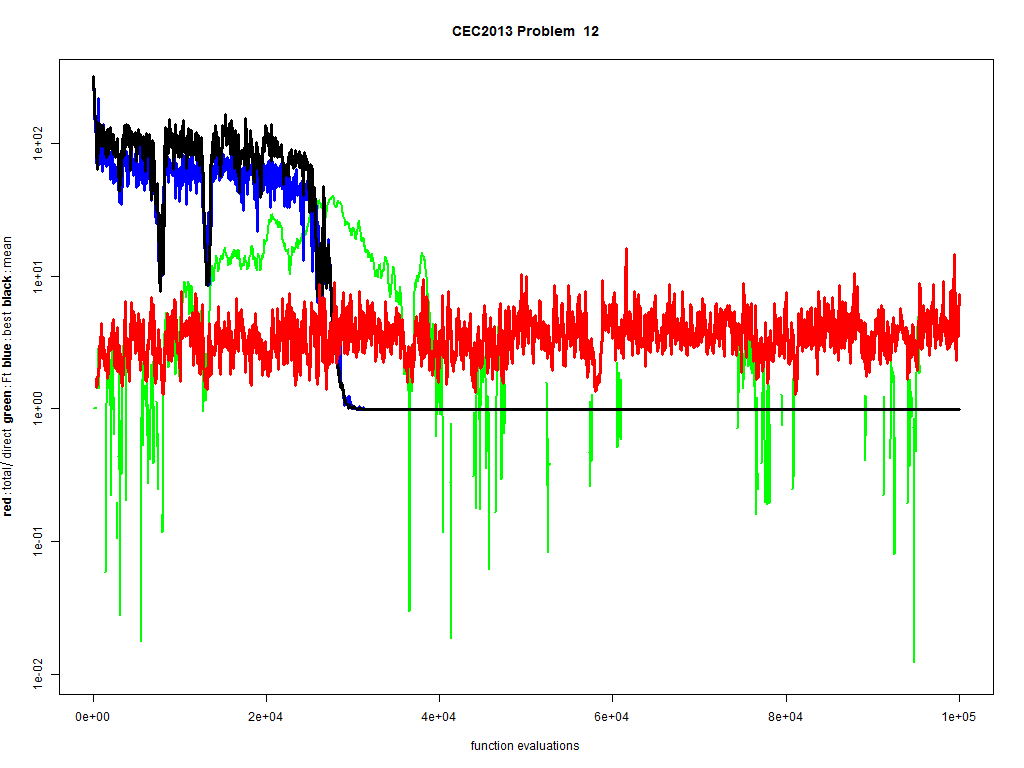 CEC2013 Problem 12
red : total/ direct green : Ft blue : best black : mean
1e+02
1e+01
1e+00
1e-01
1e-02
0e+00 2e+04 4e+04 6e+04 8e+04 1e+05
function evaluations